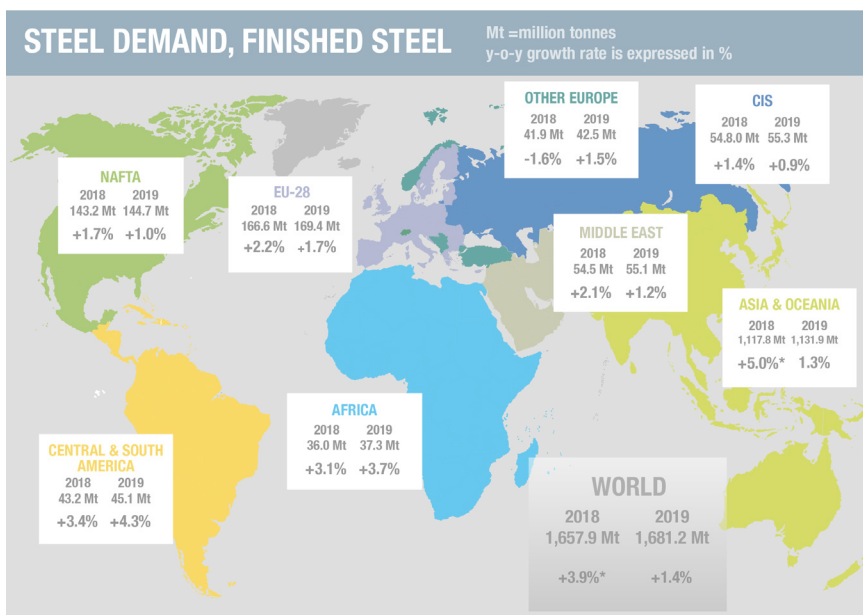 STEEL DEMAND, FINISHED STEEL
Mt =million tonnes
y-o-y growth rate is expressed in %
NAFTA
2018 2019
143.2 Mt 144.7 Mt
+1.7% +1.0%
EU-28
2018 2019
166.6 Mt 169.4 Mt
+2.2% +1.7%
OTHER EUROPE
2018 2019
41.9 Mt 42.5 Mt
-1.6% +1.5%
CIS
2018 2019
54.8.0 Mt 55.3 Mt
+1.4% +0.9%
MIDDLE EAST
2018 2019
54.5 Mt 55.1 Mt
+2.1% +1.2%
ASIA & OCEANIA
2018 2019
1,117.8 Mt 1,131.9 Mt
+5.0%* 1.3%
AFRICA
2018 2019
36.0 Mt 37.3 Mt
+3.1% +3.7%
CENTRAL & SOUTH
AMERICA
2018 2019
43.2 Mt 45.1 Mt
+3.4% +4.3%
WORLD
2018 2019
1,657.9 Mt 1,681.2 Mt
+3.9%* +1.4%